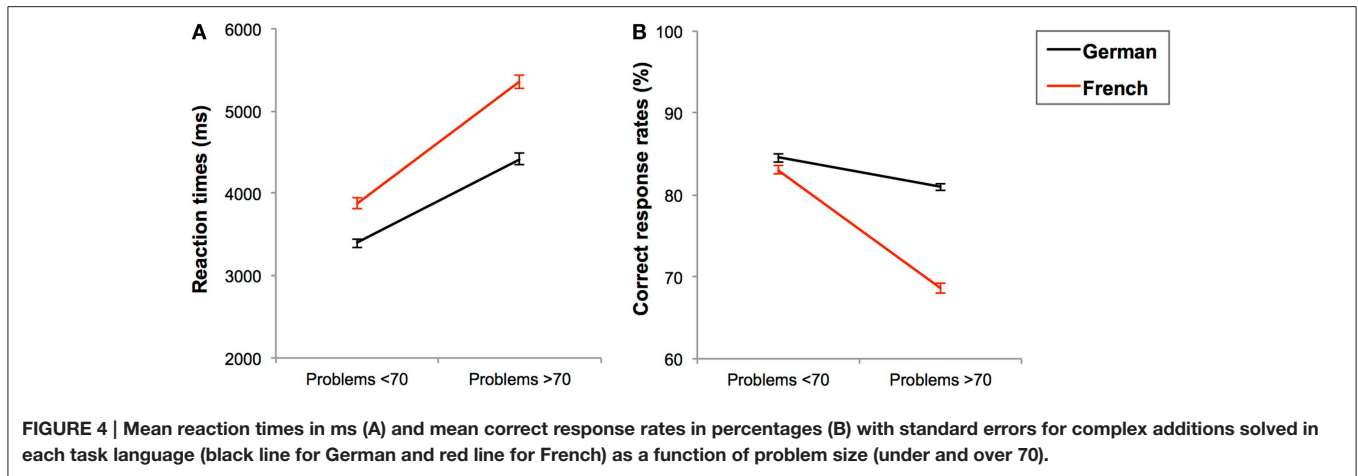 A
6000
5000
4000
3000
2000
Reaction times (ms)
Problems <70
Problems >70
B
100
90
80
70
60
Correct response rates (%)
Problems <70
Problems >70
German
French
FIGURE 4 | Mean reaction times in ms (A) and mean correct response rates in percentages (B) with standard errors for complex additions solved in
each task language (black line for German and red line for French) as a function of problem size (under and over 70).